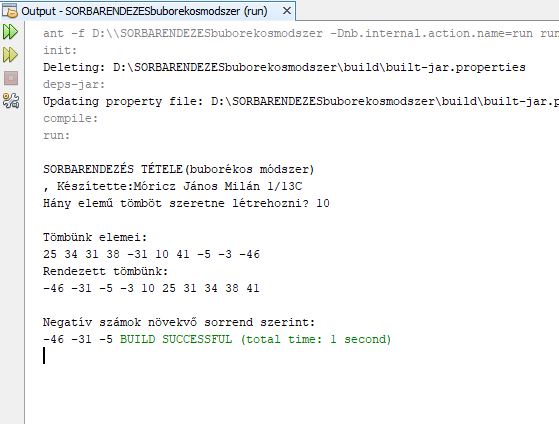 Output - SORBARENDEZESbuborekosmodszer (run)
ant -f D:\\SORBARENDEZESbuborekosmodszer -Dnb.internal.action.name=run run
init:
Deleting: D:\SORBARENDEZESbuborekosmodszer\build\built-jar.properties
deps-jar:
Updating property file: D:\SORBARENDEZESbuborekosmodszer\build\built-jar.p
compile:
run:
SORBARENDEZÉS TÉTELE(buborékos módszer)
, Készítette:Móricz János Milán 1/13C
Hány elemű tömböt szeretne létrehozni? 10
Tömbünk elemei:
25 34 31 38 -31 10 41 -5 -3 -46
Rendezett tömbünk:
-46 -31 -5 -3 10 25 31 34 38 41
Negatív számok növekvő sorrend szerint:
-46 -31 -5 BUILD SUCCESSFUL (total time: 1 second)